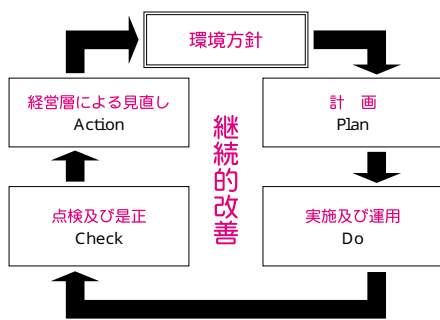 環境方針
経営層による見直し
Action
計　画
Plan
継続的改善
点検及び是正
Check
実施及び運用
Do